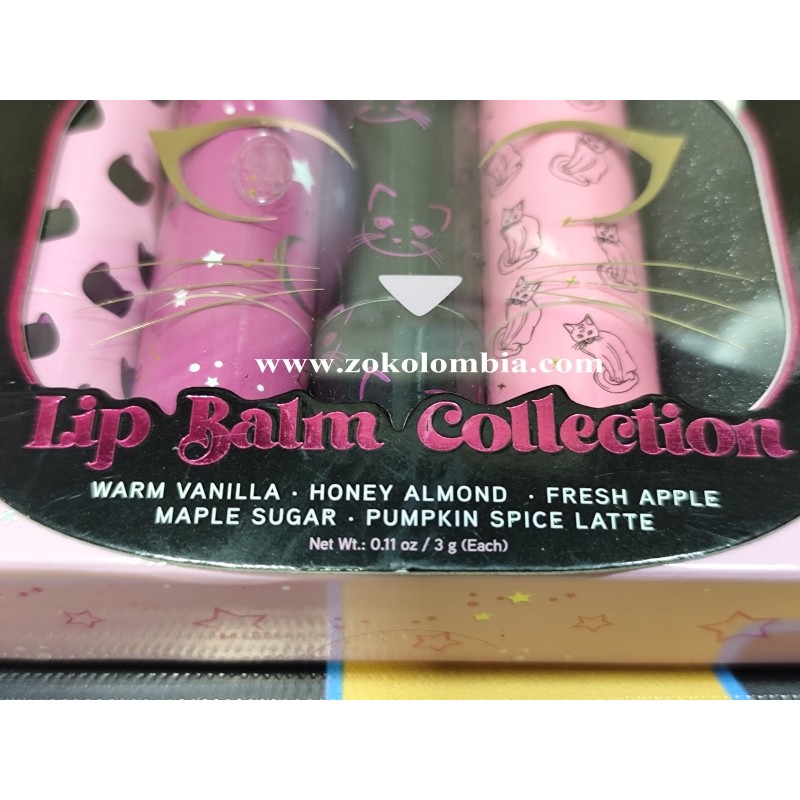 www.zokolombia.com
Lip Balm Collection
WARM VANILLA · HONEY ALMOND · FRESH APPLE
MAPLE SUGAR · PUMPKIN SPICE LATTE
Net Wt.: 0.11 oz / 3 g (Each)